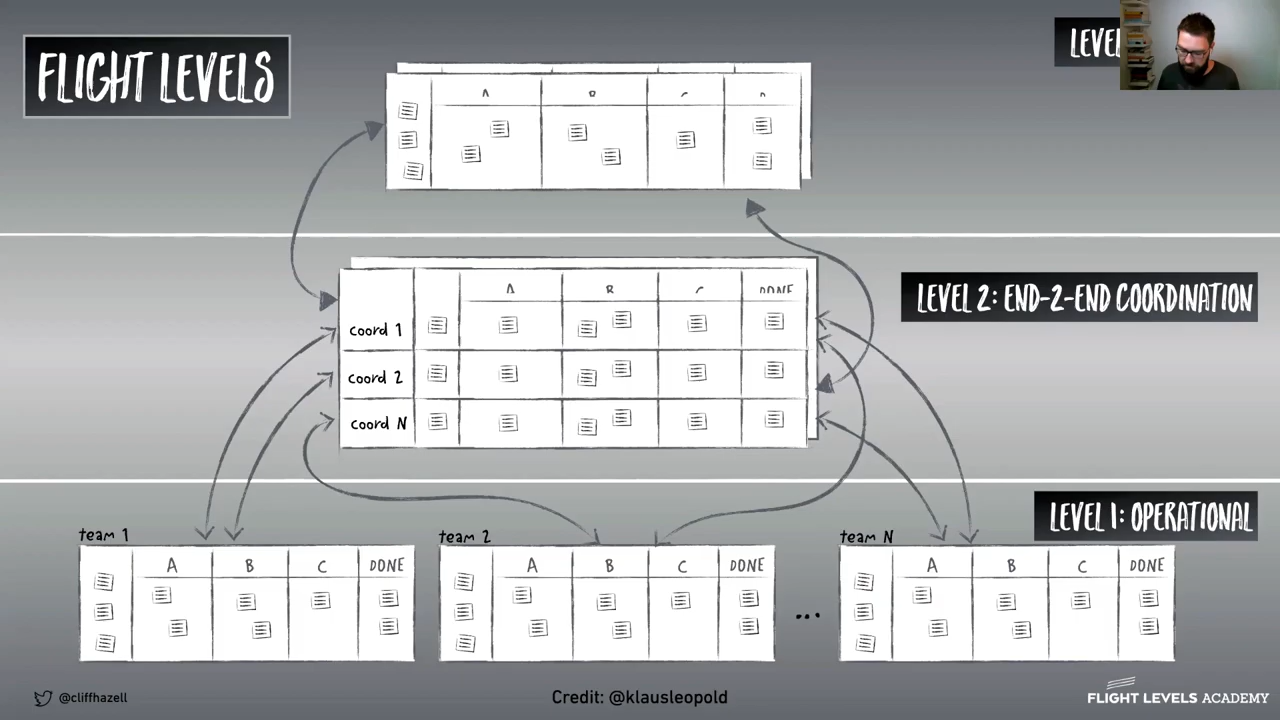 FLIGHT LEVELS
LEVEL
A B C
LEVEL 2: END-2-END COORDINATION
A B C DONE
coord 1
coord 2
coord N
LEVEL 1: OPERATIONAL
team 1
team 2
team N
A B C DONE
A B C DONE
A B C DONE
...
@cliffhazell
Credit: @klausleopold
FLIGHT LEVELS ACADEMY